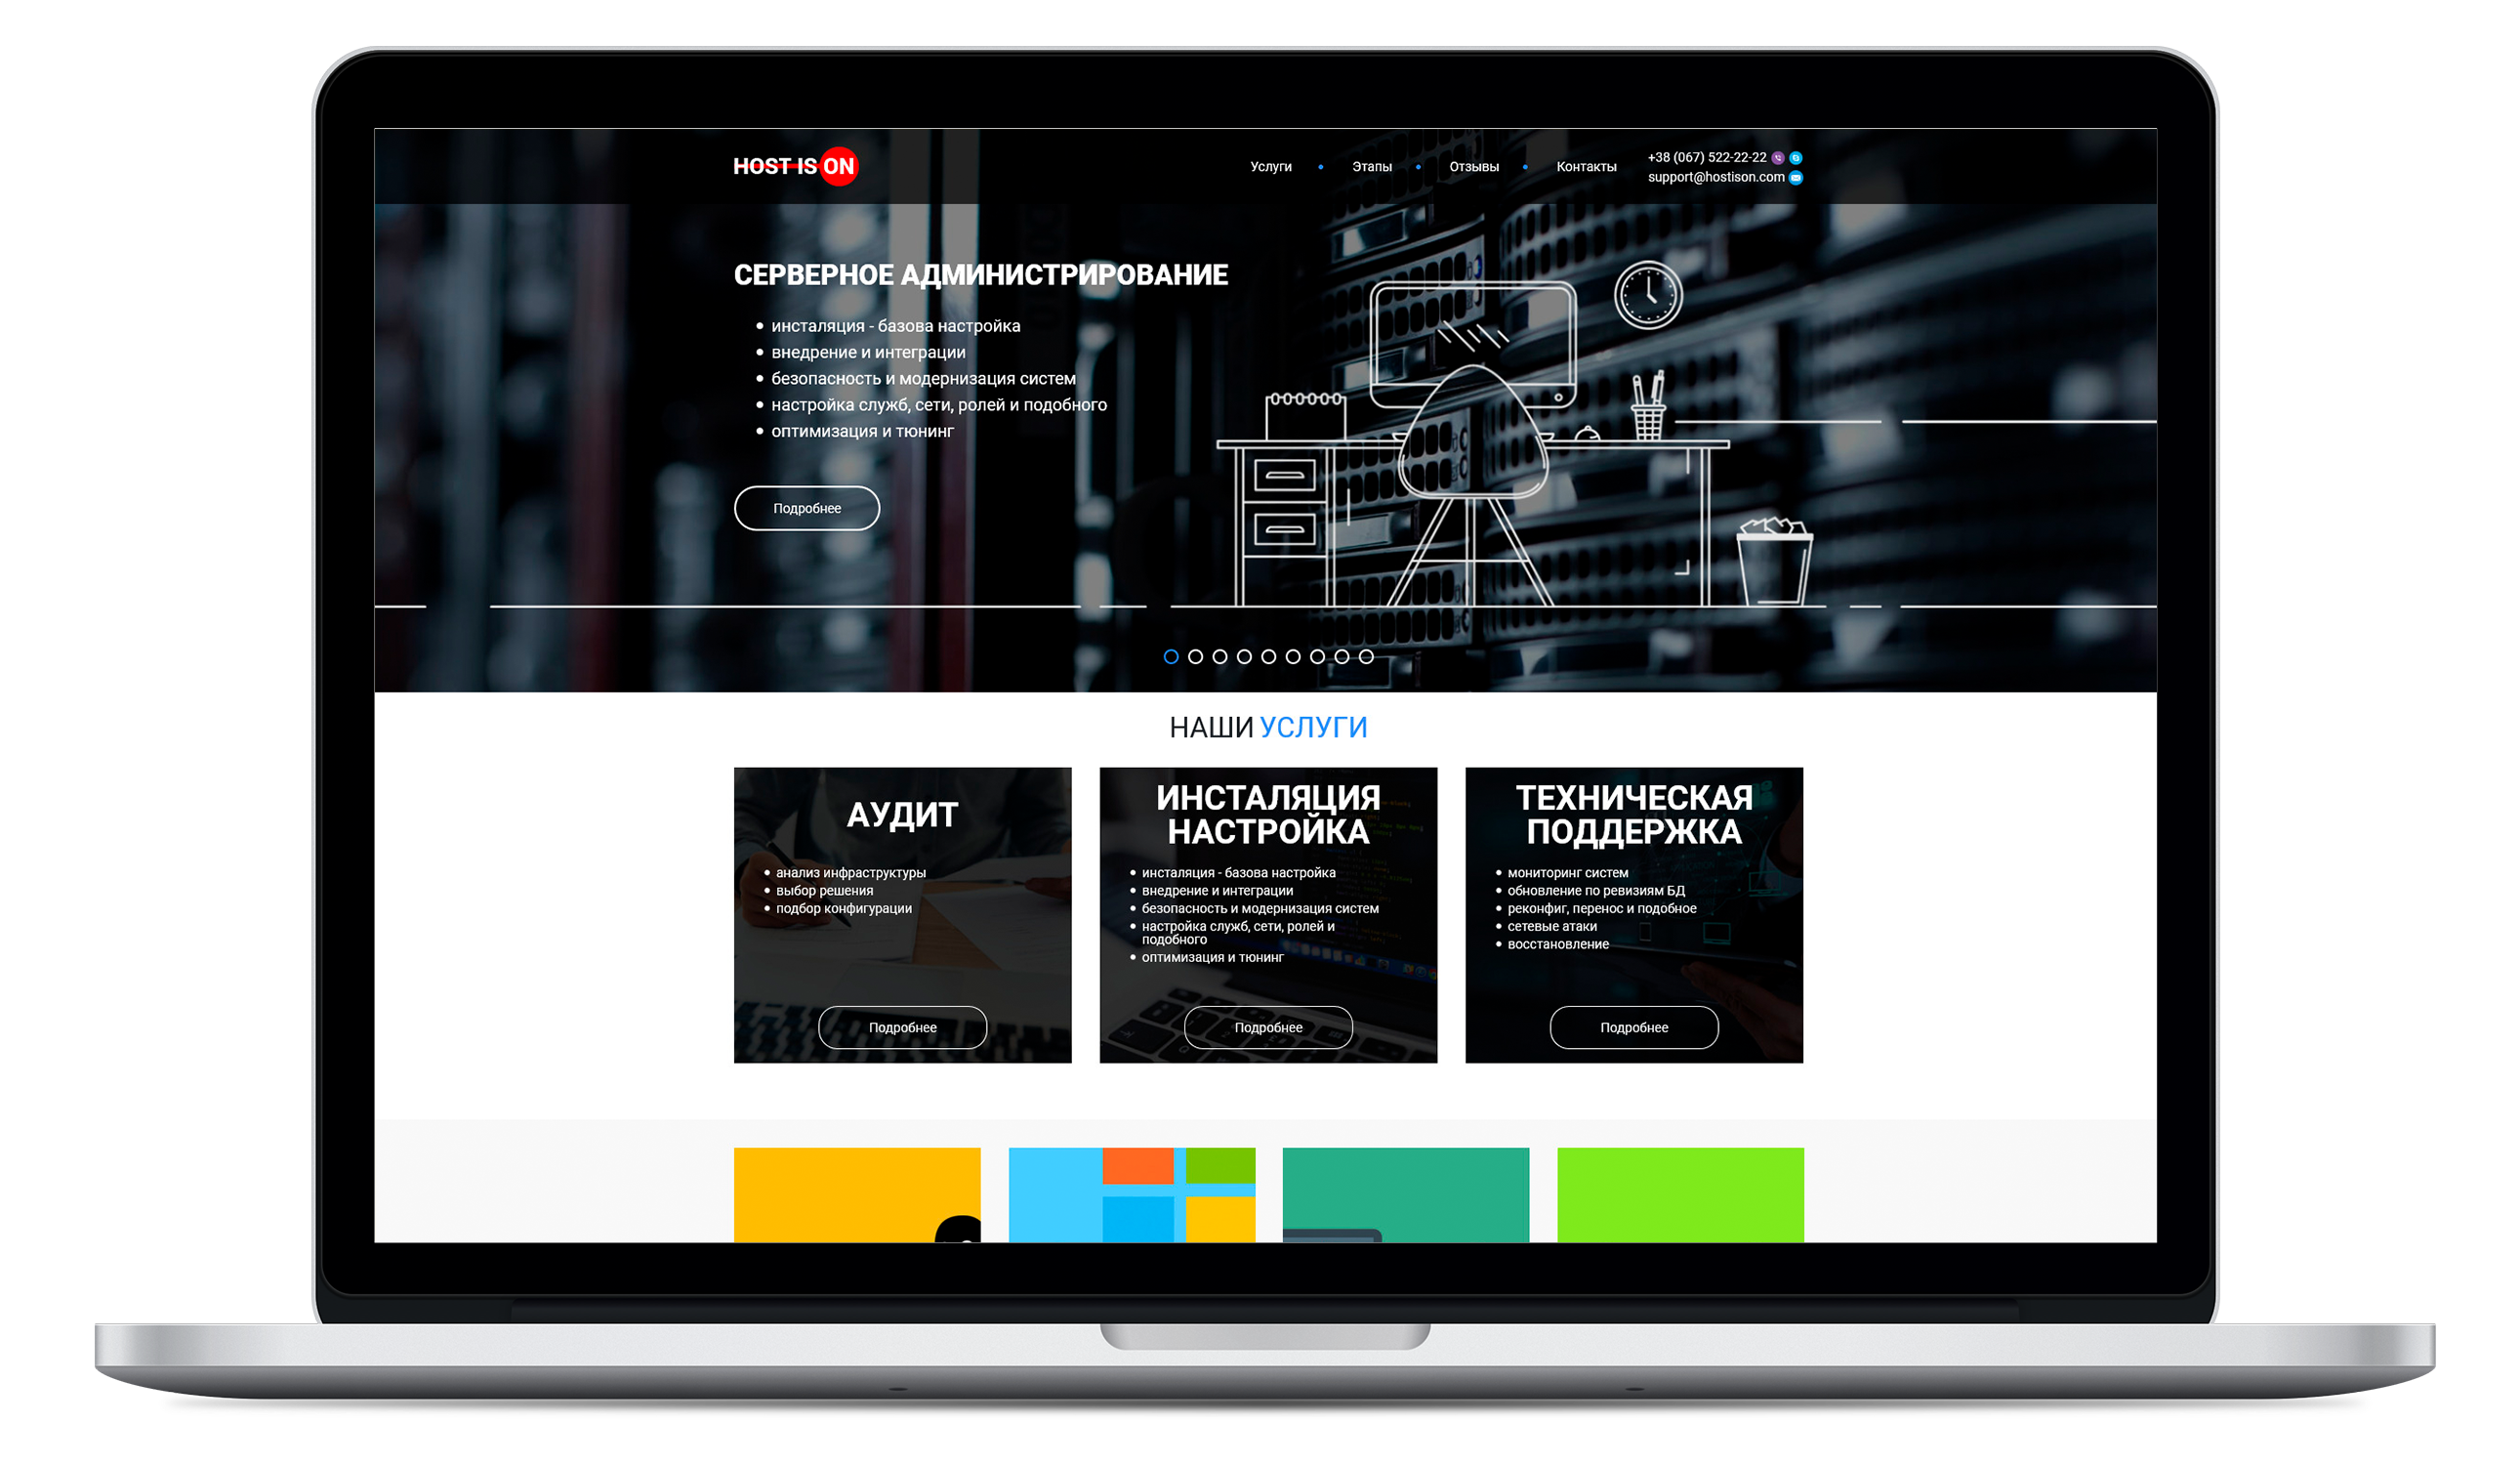 HOST IS ON
Услуги
Этапы
Отзывы
Контакты
+38 (067) 522-22-22
support@hostison.com
СЕРВЕРНОЕ АДМИНИСТРИРОВАНИЕ
инсталяция - базова настройка
внедрение и интеграции
безопасность и модернизация систем
настройка служб, сети, ролей и подобного
оптимизация и тюнинг
Подробнее
НАШИ УСЛУГИ
АУДИТ
анализ инфраструктуры
выбор решения
подбор конфигурации
Подробнее
ИНСТАЛЯЦИЯ
НАСТРОЙКА
инсталяция - базова настройка
внедрение и интеграции
безопасность и модернизация систем
настройка служб, сети, ролей и
подобного
оптимизация и тюнинг
Подробнее
ТЕХНИЧЕСКАЯ
ПОДДЕРЖКА
мониторинг систем
обновление по ревизиям БД
реконфиг, перенос и подобное
сетевые атаки
восстановление
Подробнее